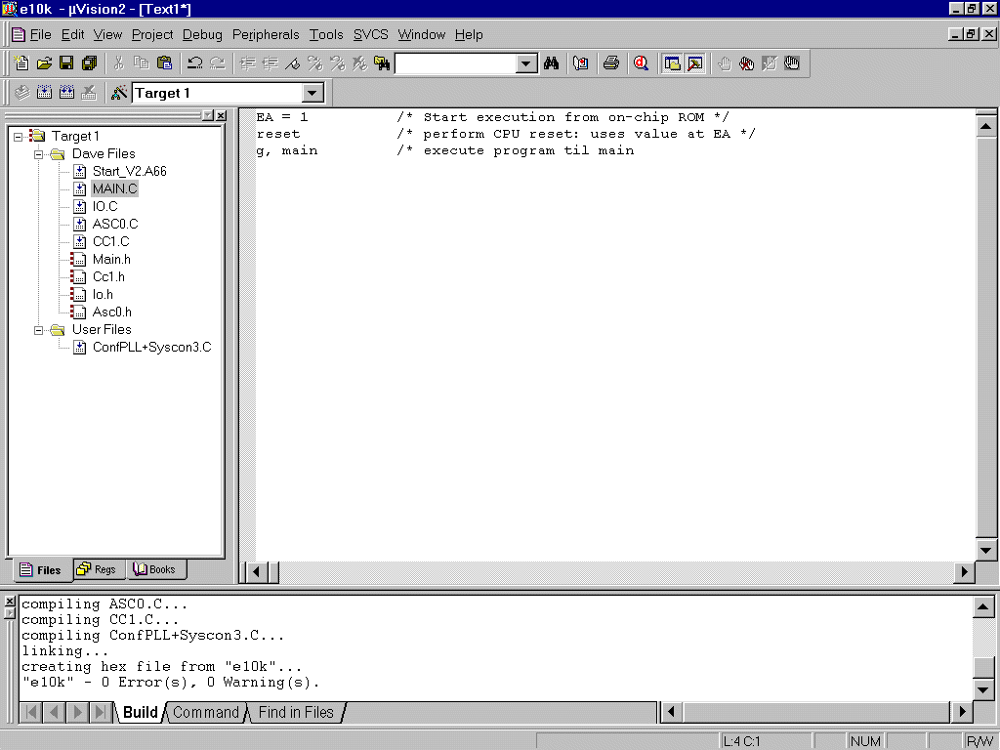 e10k - µVision2 - [Text1*]
File Edit View Project Debug Peripherals Tools SVCS Window Help
Target 1
Target 1
Dave Files
Start_V2.A66
MAIN.C
IO.C
ASC0.C
CC1.C
Main.h
Cc1.h
Io.h
Asc0.h
User Files
ConfPLL+Syscon3.C
Files Regs Books
EA = 1 /* Start execution from on-chip ROM */
reset /* perform CPU reset: uses value at EA */
g, main /* execute program til main
compiling ASC0.C...
compiling CC1.C...
compiling ConfPLL+Syscon3.C...
linking...
creating hex file from "e10k"...
"e10k" - 0 Error(s), 0 Warning(s).
Build Command Find in Files
L:4 C:1 NUM R/W